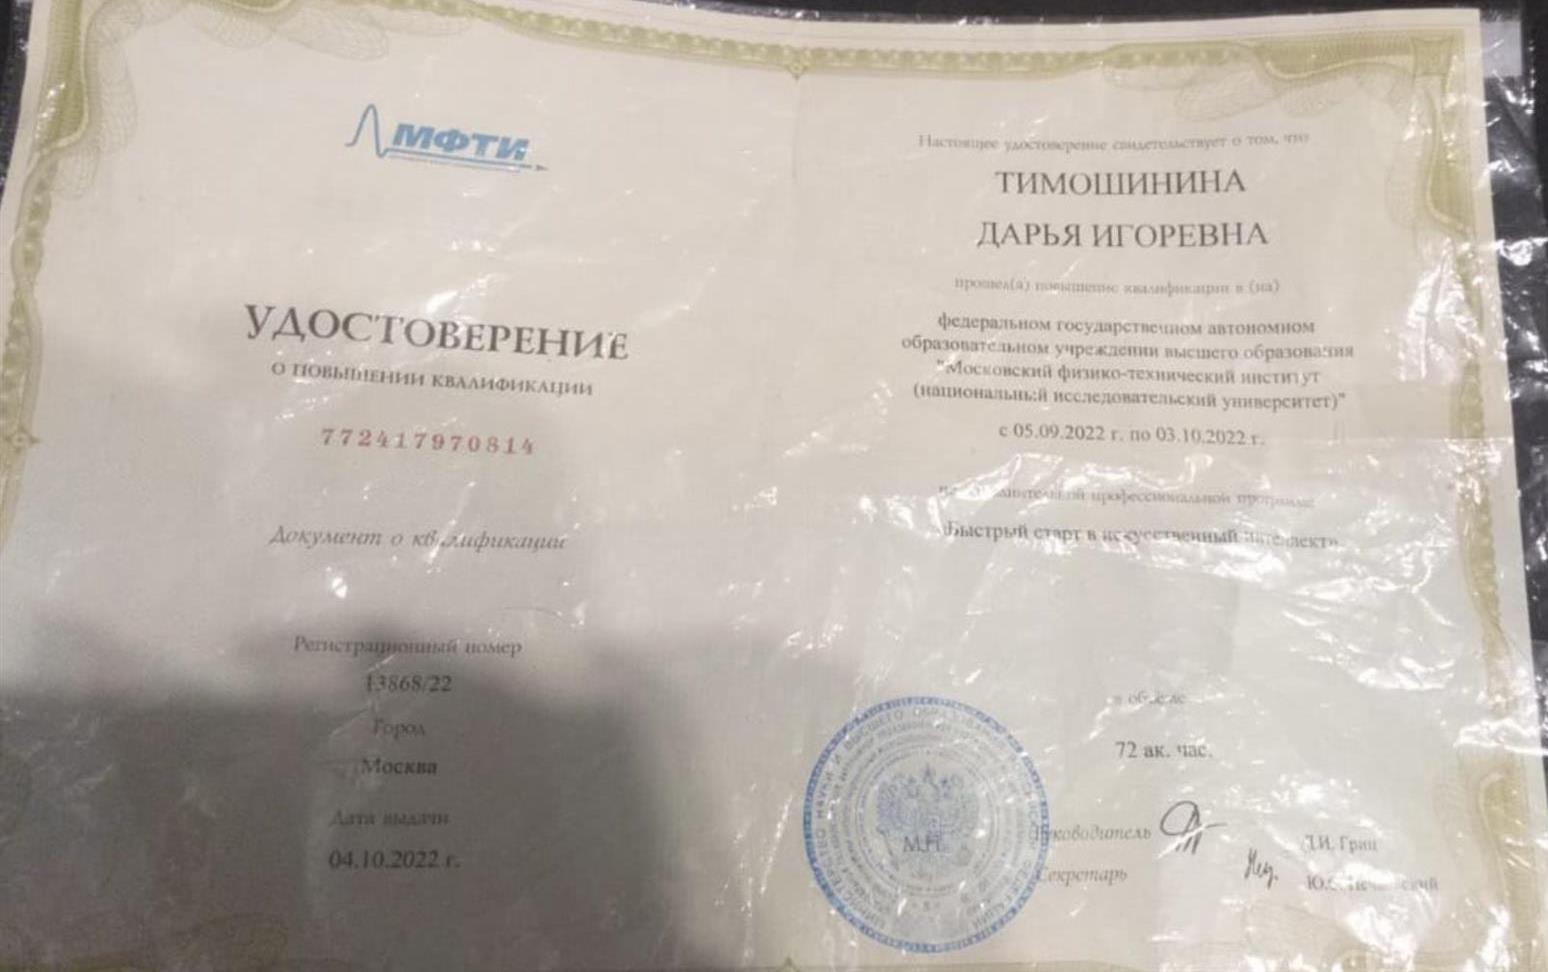 МФТИ
УДОСТОВЕРЕНИЕ
О ПОВЫШЕНИИ КВАЛИФИКАЦИИ
772417970814
Документ о квалификации
Регистрационный номер
13868/22
Город
Москва
Дата выдачи
04.10.2022 г.
Настоящее удостоверение свидетельствует о том, что
ТИМОШИНИНА
ДАРЬЯ ИГОРЕВНА
прошел(а) повышение квалификации в (на)
федеральном государственном автономном
образовательном учреждении высшего образования
"Московский физико-технический институт
(национальный исследовательский университет)"
с 05.09.2022 г. по 03.10.2022 г.
профессиональной программе
«Быстрый старт в искусственный интеллект»
в объеме
72 ак. час.
М.П.
Руководитель
Д.И. Гриц
Секретарь